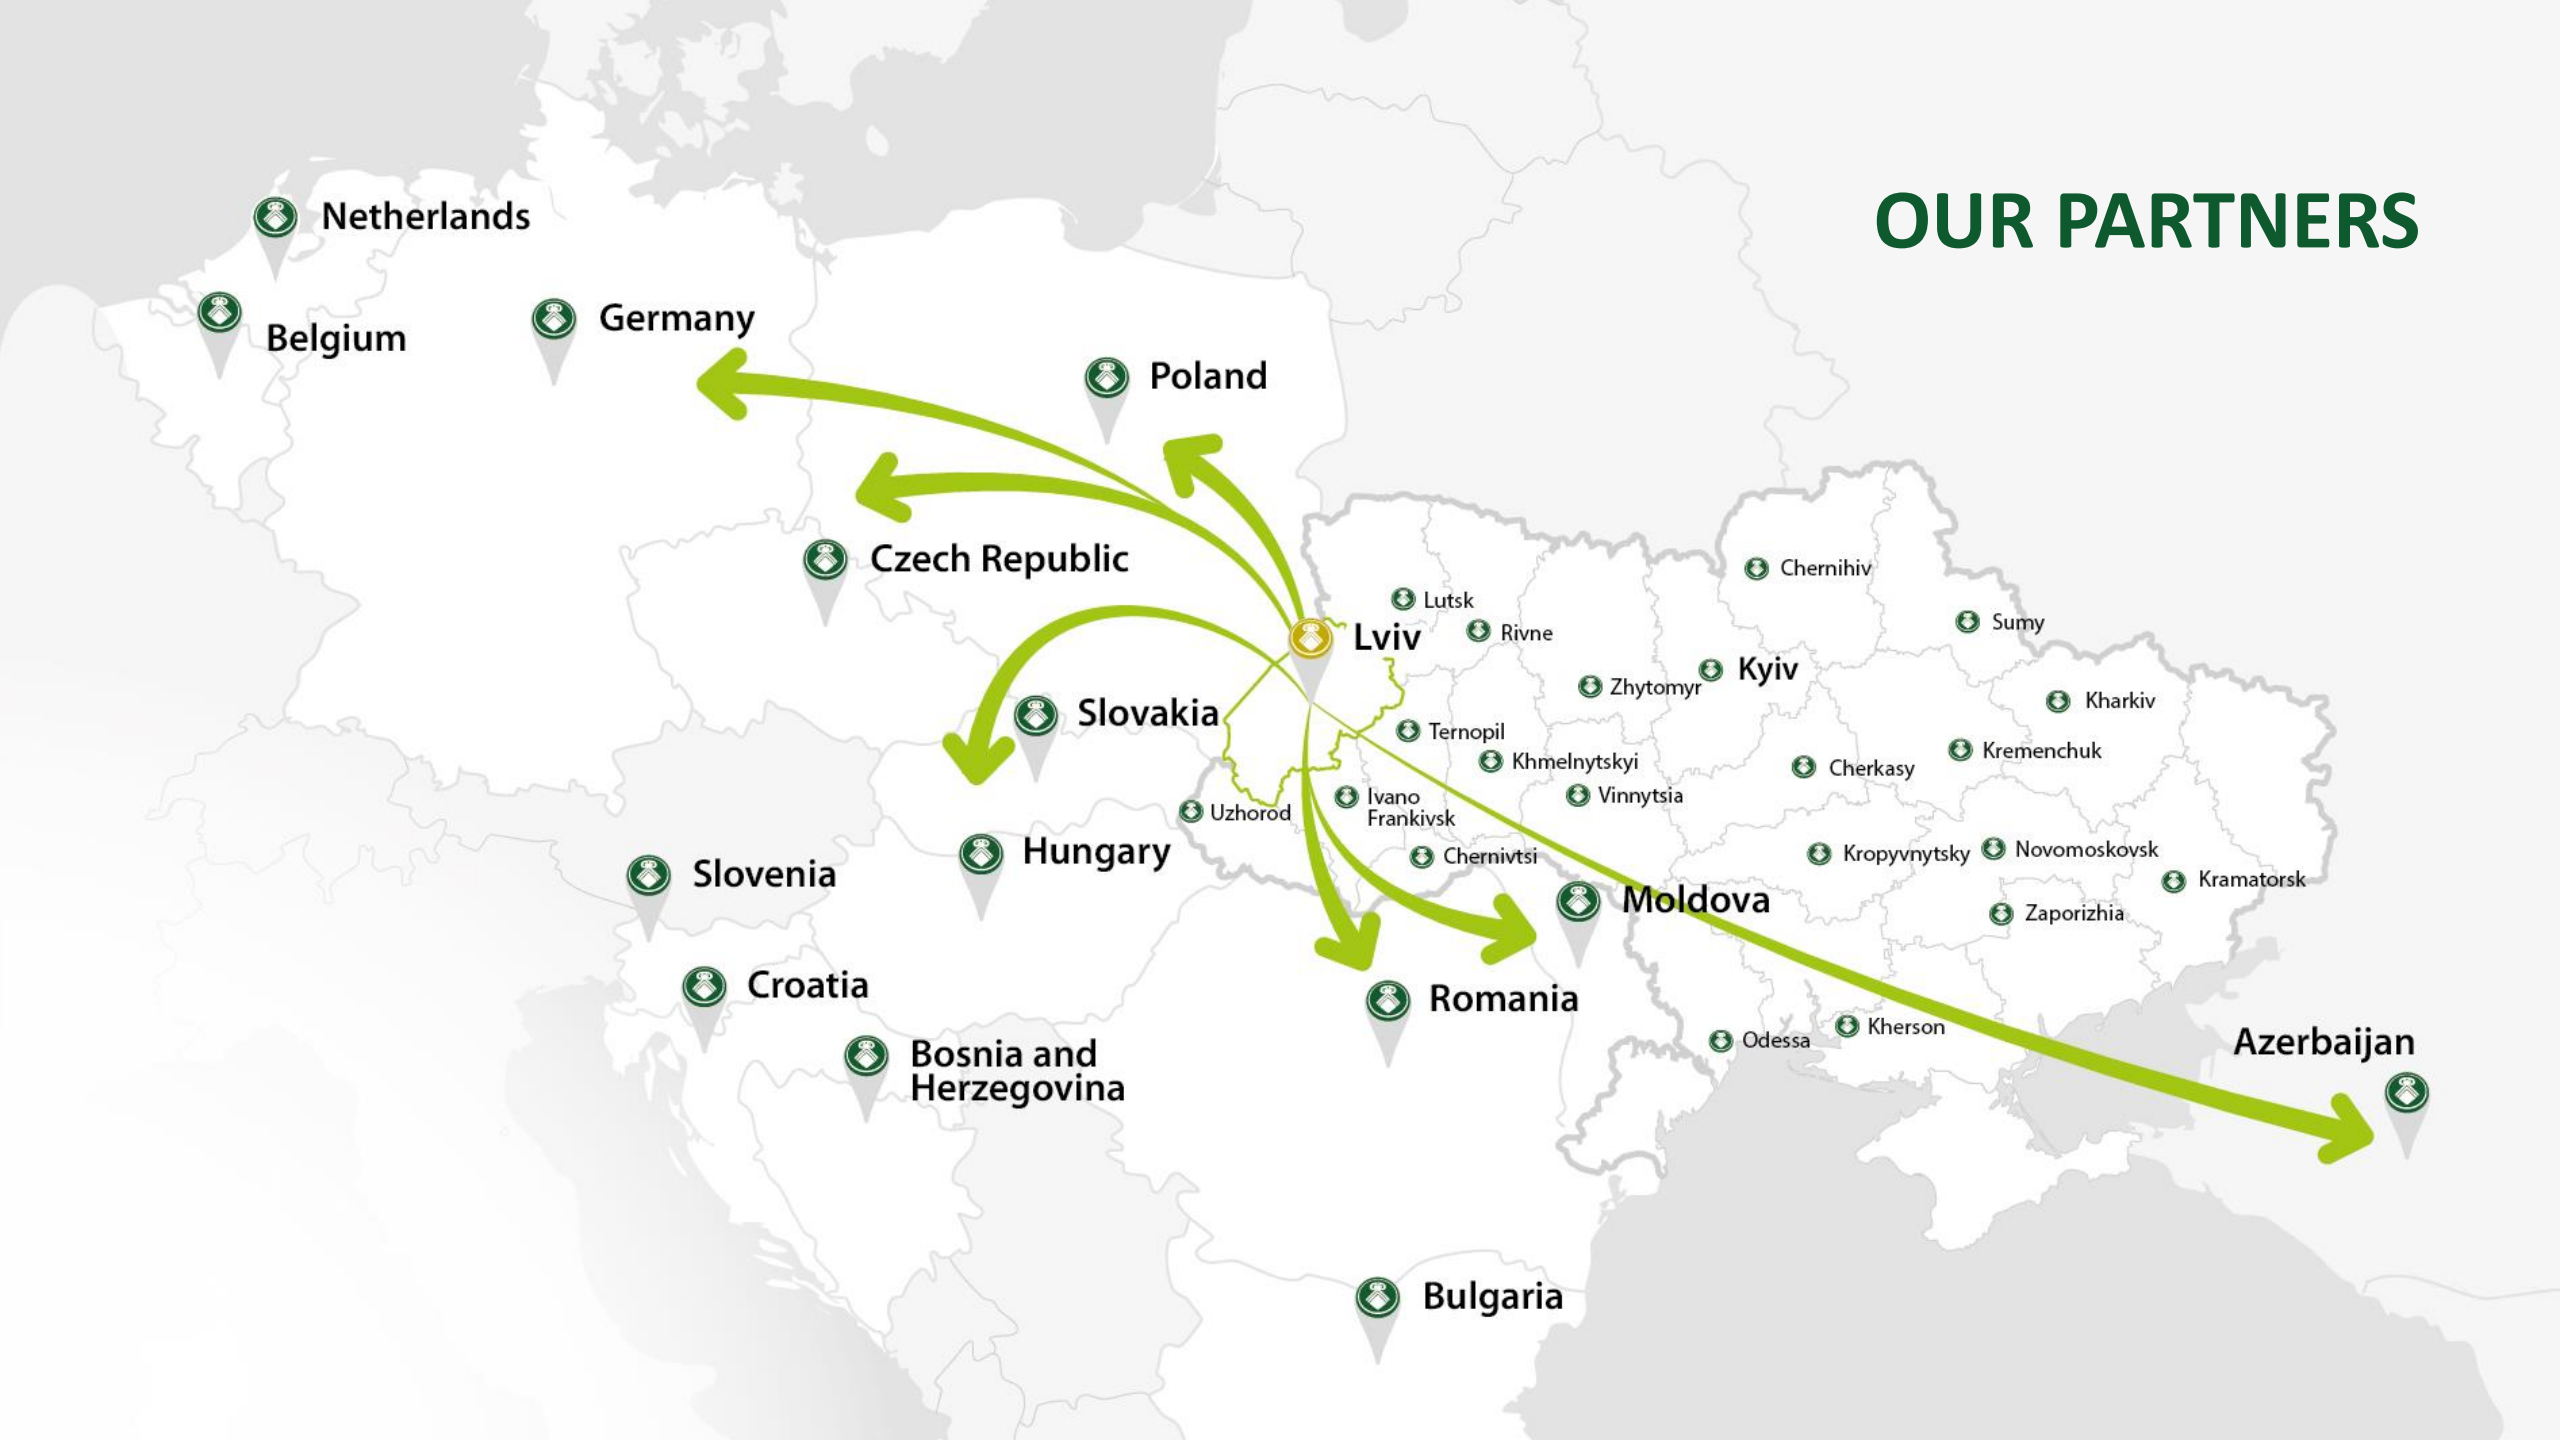 OUR PARTNERS
Netherlands
Belgium
Germany
Poland
Czech Republic
Slovakia
Hungary
Slovenia
Croatia
Bosnia and
Herzegovina
Romania
Bulgaria
Moldova
Azerbaijan
Lviv
Lutsk
Rivne
Zhytomyr
Kyiv
Chernihiv
Sumy
Kharkiv
Kremenchuk
Cherkasy
Ternopil
Khmelnytskyi
Vinnytsia
Uzhorod
Ivano
Frankivsk
Chernivtsi
Kropyvnytsky
Novomoskovsk
Kramatorsk
Zaporizhia
Odessa
Kherson